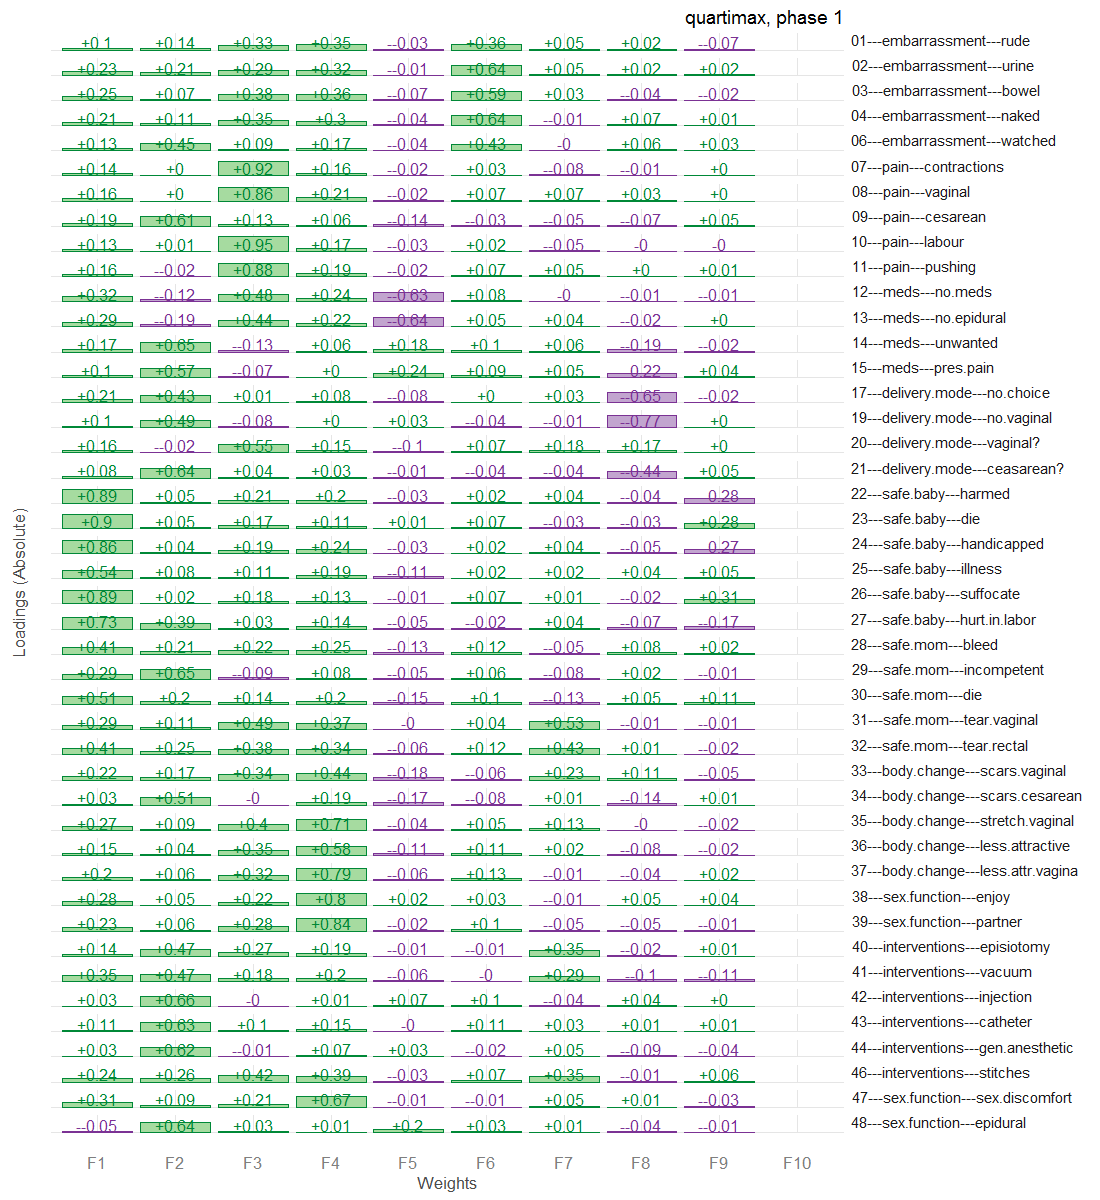 quartimax, phase 1
+0.1 +0.14 +0.33 +0.35 --0.03 +0.36 +0.05 +0.02 --0.07 01---embarrassment---rude
+0.23 +0.21 +0.29 +0.32 --0.01 +0.64 +0.05 +0.02 +0.02 02---embarrassment---urine
+0.25 +0.07 +0.38 +0.36 --0.07 +0.59 +0.03 --0.04 --0.02 03---embarrassment---bowel
+0.21 +0.11 +0.35 +0.3 --0.04 +0.64 --0.01 +0.07 +0.01 04---embarrassment---naked
+0.13 +0.45 +0.09 +0.17 --0.04 +0.43 -0 +0.06 +0.03 06---embarrassment---watched
+0.14 +0 +0.92 +0.16 --0.02 +0.03 --0.08 --0.01 +0 07---pain---contractions
+0.16 +0 +0.86 +0.21 --0.02 +0.07 +0.07 +0.03 +0 08---pain---vaginal
+0.19 +0.61 +0.13 +0.06 --0.14 --0.03 --0.05 --0.07 +0.05 09---pain---cesarean
+0.13 +0.01 +0.95 +0.17 --0.03 +0.02 --0.05 -0 -0 10---pain---labour
+0.16 --0.02 +0.88 +0.19 --0.02 +0.07 +0.05 +0 +0.01 11---pain---pushing
+0.32 --0.12 +0.48 +0.24 --0.63 +0.08 -0 --0.01 --0.01 12---meds---no.meds
+0.29 --0.19 +0.44 +0.22 --0.64 +0.05 +0.04 --0.02 +0 13---meds---no.epidural
+0.17 +0.65 --0.13 +0.06 +0.18 +0.1 +0.06 --0.19 --0.02 14---meds---unwanted
+0.1 +0.57 --0.07 +0 +0.24 +0.09 +0.05 --0.22 +0.04 15---meds---pres.pain
+0.21 +0.43 +0.01 +0.08 --0.08 +0 +0.03 --0.65 --0.02 17---delivery.mode---no.choice
+0.1 +0.49 --0.08 +0 +0.03 --0.04 --0.01 --0.77 +0 19---delivery.mode---no.vaginal
+0.16 --0.02 +0.55 +0.15 --0.1 +0.07 +0.18 +0.17 +0 20---delivery.mode---vaginal?
+0.08 +0.64 +0.04 +0.03 --0.01 --0.04 --0.04 --0.44 +0.05 21---delivery.mode---ceasarean?
+0.89 +0.05 +0.21 +0.2 --0.03 +0.02 +0.04 --0.04 --0.28 22---safe.baby---harmed
+0.9 +0.05 +0.17 +0.11 +0.01 +0.07 --0.03 --0.03 +0.28 23---safe.baby---die
+0.86 +0.04 +0.19 +0.24 --0.03 +0.02 +0.04 --0.05 --0.27 24---safe.baby---handicapped
+0.54 +0.08 +0.11 +0.19 --0.11 +0.02 +0.02 +0.04 +0.05 25---safe.baby---illness
+0.89 +0.02 +0.18 +0.13 --0.01 +0.07 +0.01 --0.02 +0.31 26---safe.baby---suffocate
+0.73 +0.39 +0.03 +0.14 --0.05 --0.02 +0.04 --0.07 --0.17 27---safe.baby---hurt.in.labor
+0.41 +0.21 +0.22 +0.25 --0.13 +0.12 --0.05 +0.08 +0.02 28---safe.mom---bleed
+0.29 +0.65 --0.09 +0.08 --0.05 +0.06 --0.08 +0.02 --0.01 29---safe.mom---incompetent
+0.51 +0.2 +0.14 +0.2 --0.15 +0.1 --0.13 +0.05 +0.11 30---safe.mom---die
+0.29 +0.11 +0.49 +0.37 -0 +0.04 +0.53 --0.01 --0.01 31---safe.mom---tear.vaginal
+0.41 +0.25 +0.38 +0.34 --0.06 +0.12 +0.43 +0.01 --0.02 32---safe.mom---tear.rectal
+0.22 +0.17 +0.34 +0.44 --0.18 --0.06 +0.23 +0.11 --0.05 33---body.change---scars.vaginal
+0.03 +0.51 -0 +0.19 --0.17 --0.08 +0.01 --0.14 +0.01 34---body.change---scars.cesarean
+0.27 +0.09 +0.4 +0.71 --0.04 +0.05 +0.13 -0 --0.02 35---body.change---stretch.vaginal
+0.15 +0.04 +0.35 +0.58 --0.11 +0.11 +0.02 --0.08 --0.02 36---body.change---less.attractive
+0.2 +0.06 +0.32 +0.79 --0.06 +0.13 --0.01 --0.04 +0.02 37---body.change---less.attr.vagina
+0.28 +0.05 +0.22 +0.8 +0.02 +0.03 --0.01 +0.05 +0.04 38---sex.function---enjoy
+0.23 +0.06 +0.28 +0.84 --0.02 +0.1 --0.05 --0.05 --0.01 39---sex.function---partner
+0.14 +0.47 +0.27 +0.19 --0.01 --0.01 +0.35 --0.02 +0.01 40---interventions---episiotomy
+0.35 +0.47 +0.18 +0.2 --0.06 -0 +0.29 --0.1 --0.11 41---interventions---vacuum
+0.03 +0.66 -0 +0.01 +0.07 +0.1 --0.04 +0.04 +0 42---interventions---injection
+0.11 +0.63 +0.1 +0.15 -0 +0.11 +0.03 +0.01 +0.01 43---interventions---catheter
+0.03 +0.62 --0.01 +0.07 +0.03 --0.02 +0.05 --0.09 --0.04 44---interventions---gen.anesthetic
+0.24 +0.26 +0.42 +0.39 --0.03 +0.07 +0.35 --0.01 +0.06 46---interventions---stitches
+0.31 +0.09 +0.21 +0.67 --0.01 --0.01 +0.05 +0.01 --0.03 47---sex.function---sex.discomfort
--0.05 +0.64 +0.03 +0.01 +0.2 +0.03 +0.01 --0.04 --0.01 48---sex.function---epidural
F1 F2 F3 F4 F5 F6 F7 F8 F9 F10
Weights
Loadings (Absolute)